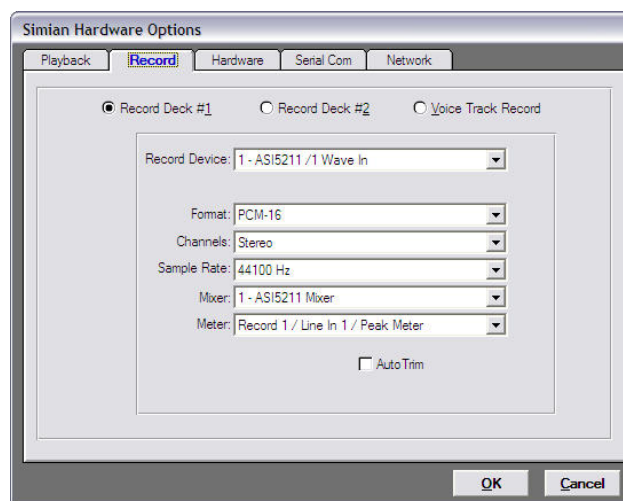 Simian Hardware Options
Playback Record Hardware Serial Com Network
Record Deck #1 Record Deck #2 Voice Track Record
Record Device: 1 - ASI5211 /1 Wave In
Format: PCM-16
Channels: Stereo
Sample Rate: 44100 Hz
Mixer: 1 - ASI5211 Mixer
Meter: Record 1 / Line In 1 / Peak Meter
Auto Trim
OK Cancel